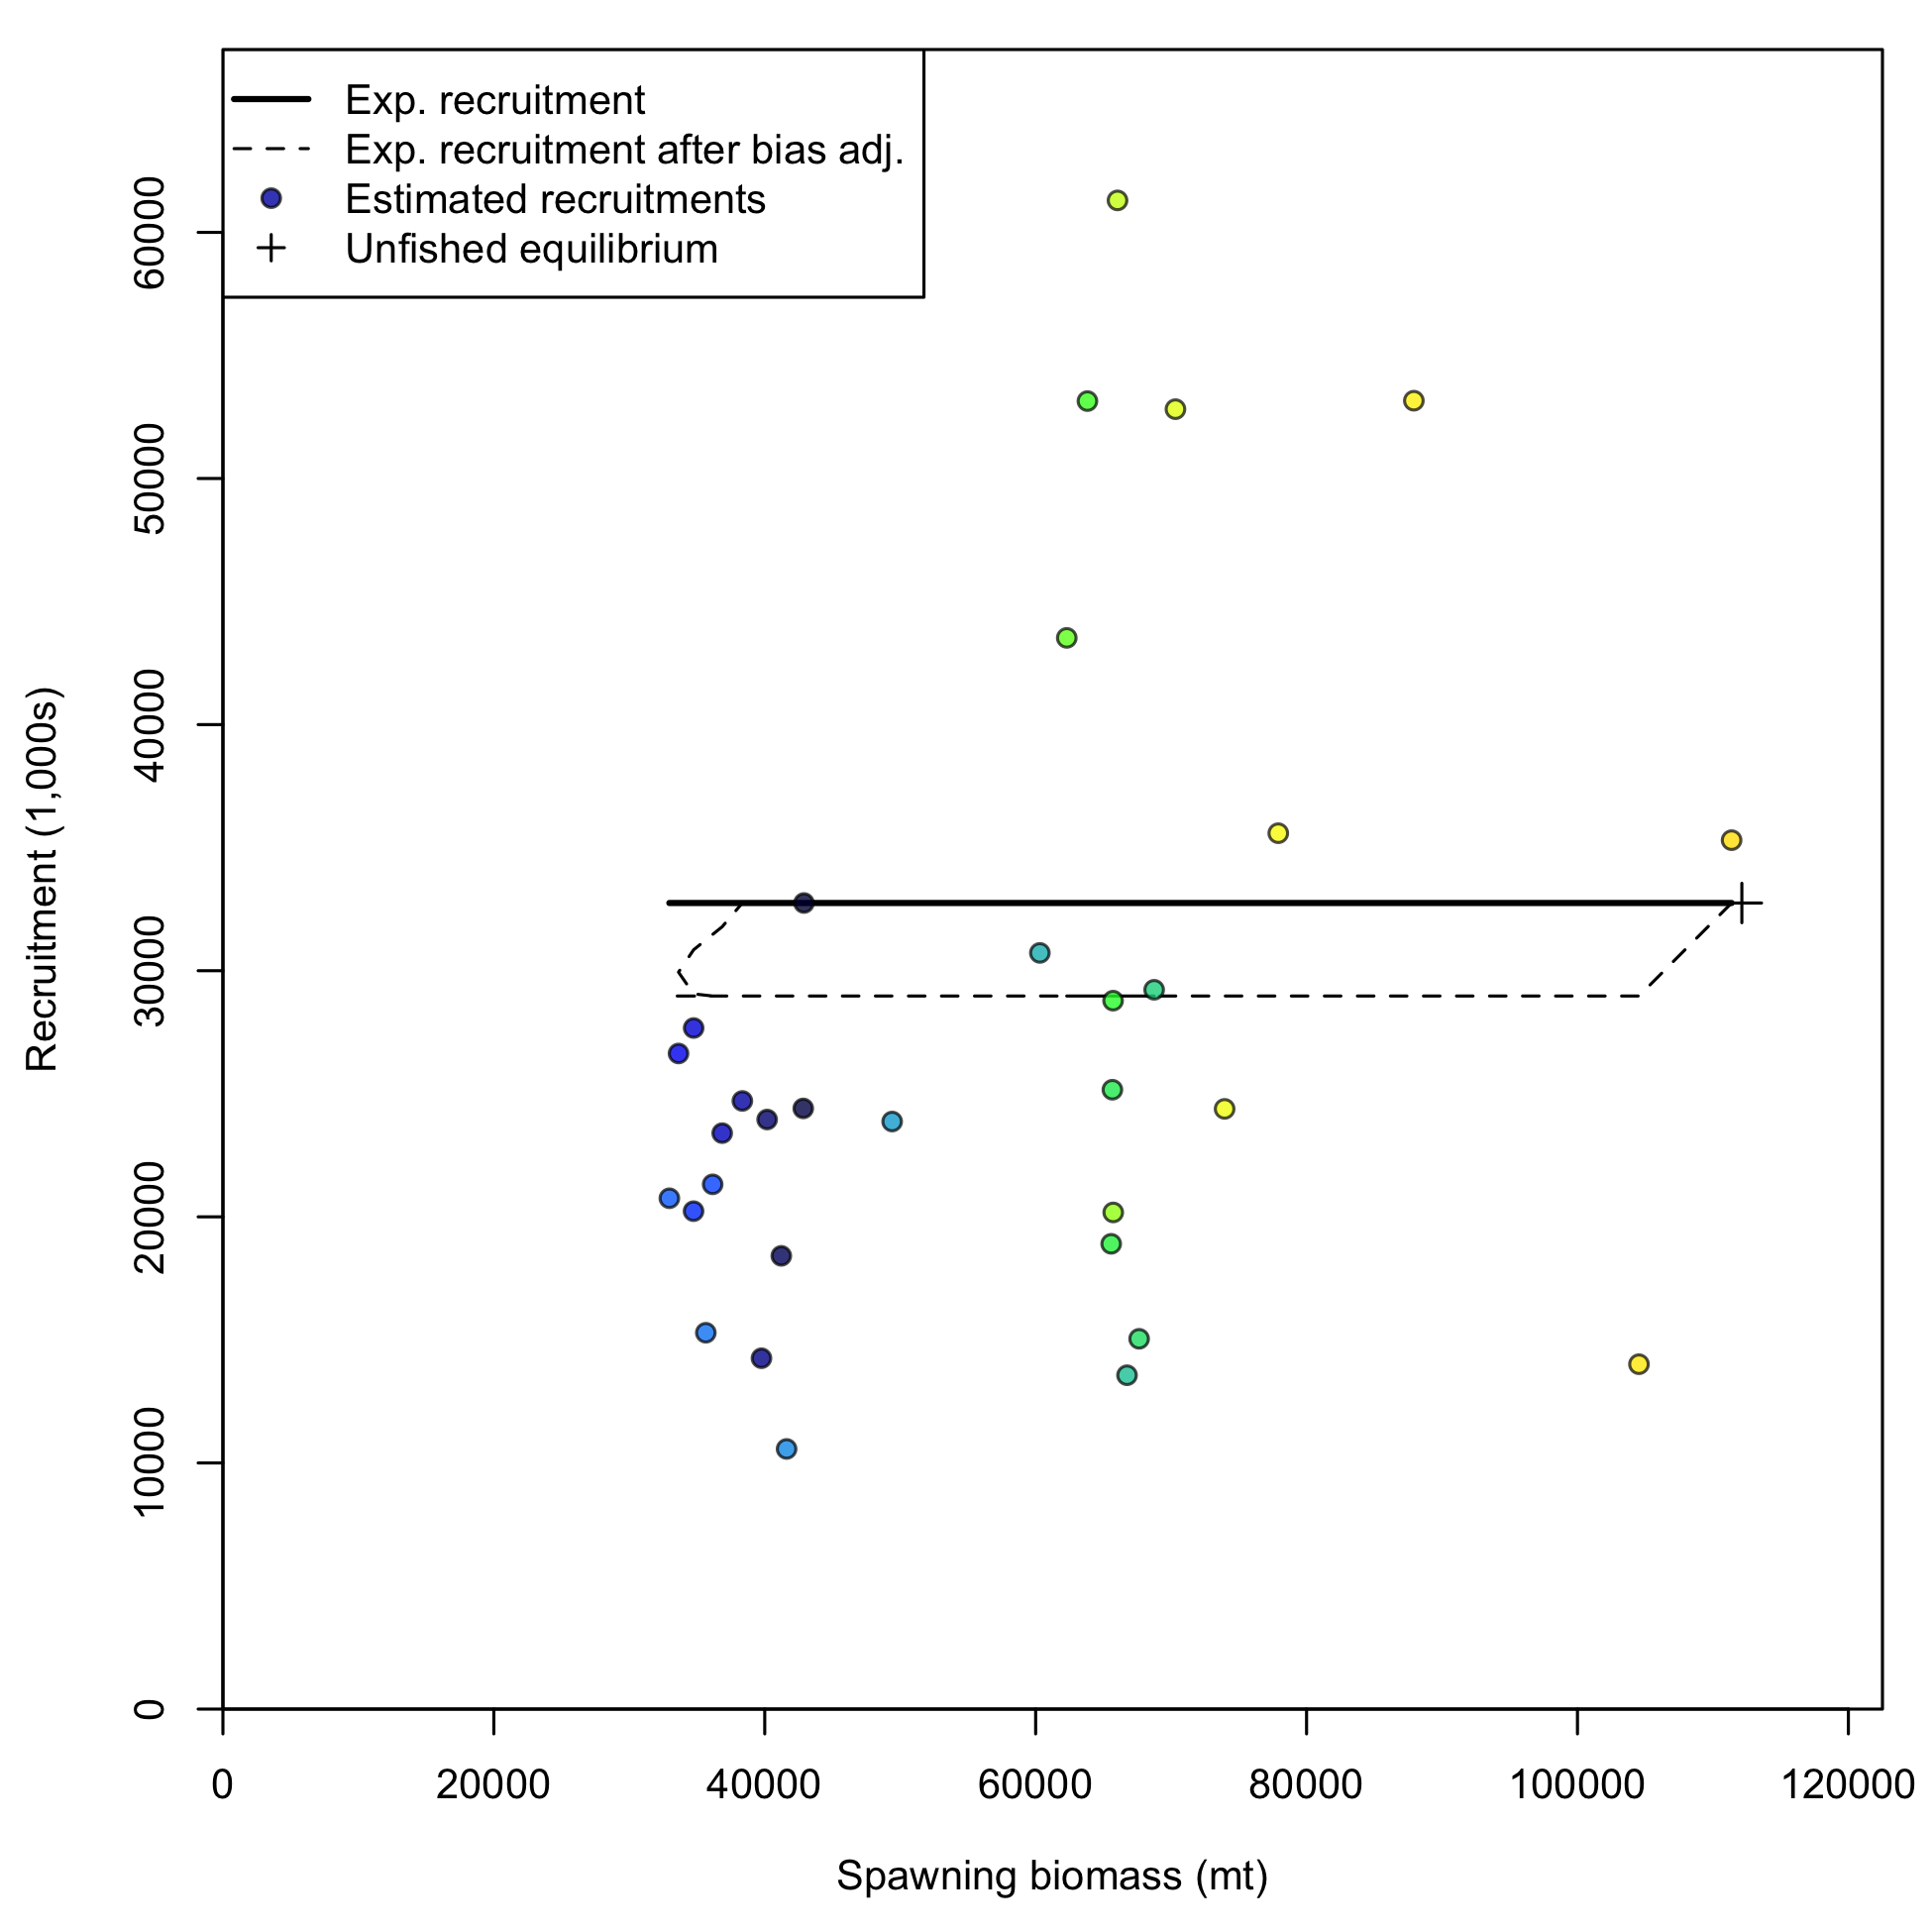 Exp. recruitment
Exp. recruitment after bias adj.
Estimated recruitments
Unfished equilibrium
Recruitment (1,000s)
60000
50000
40000
30000
20000
10000
0
0 20000 40000 60000 80000 100000 120000
Spawning biomass (mt)